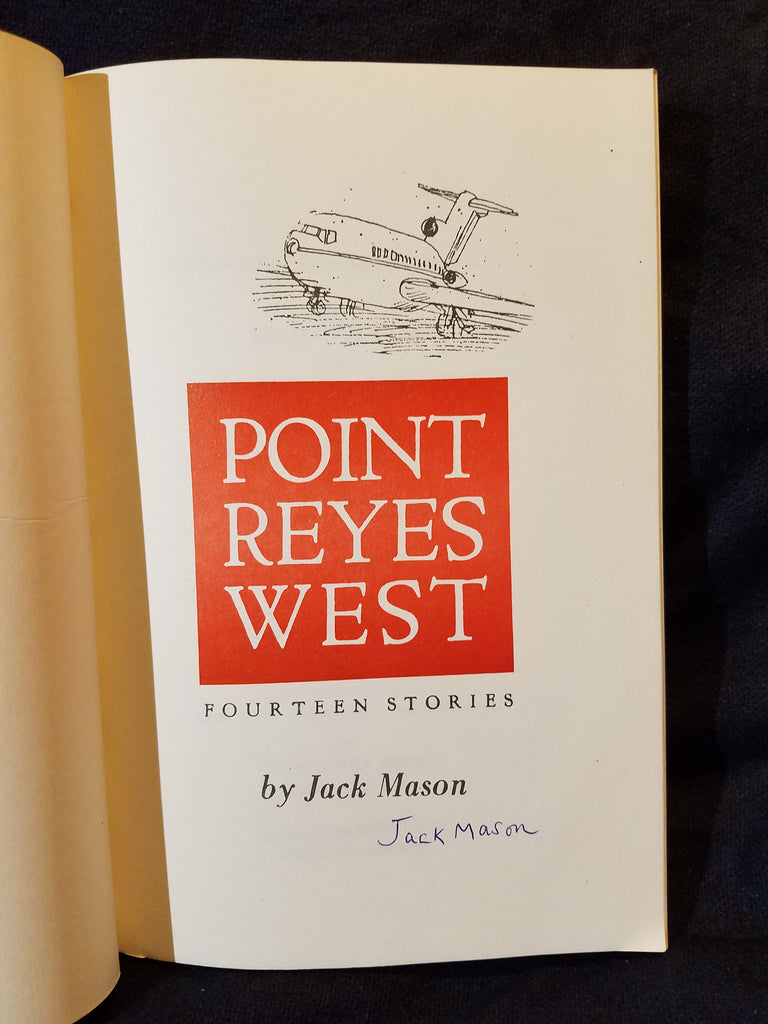 POINT
REYES
WEST
FOURTEEN STORIES
by Jack Mason
Jack Mason